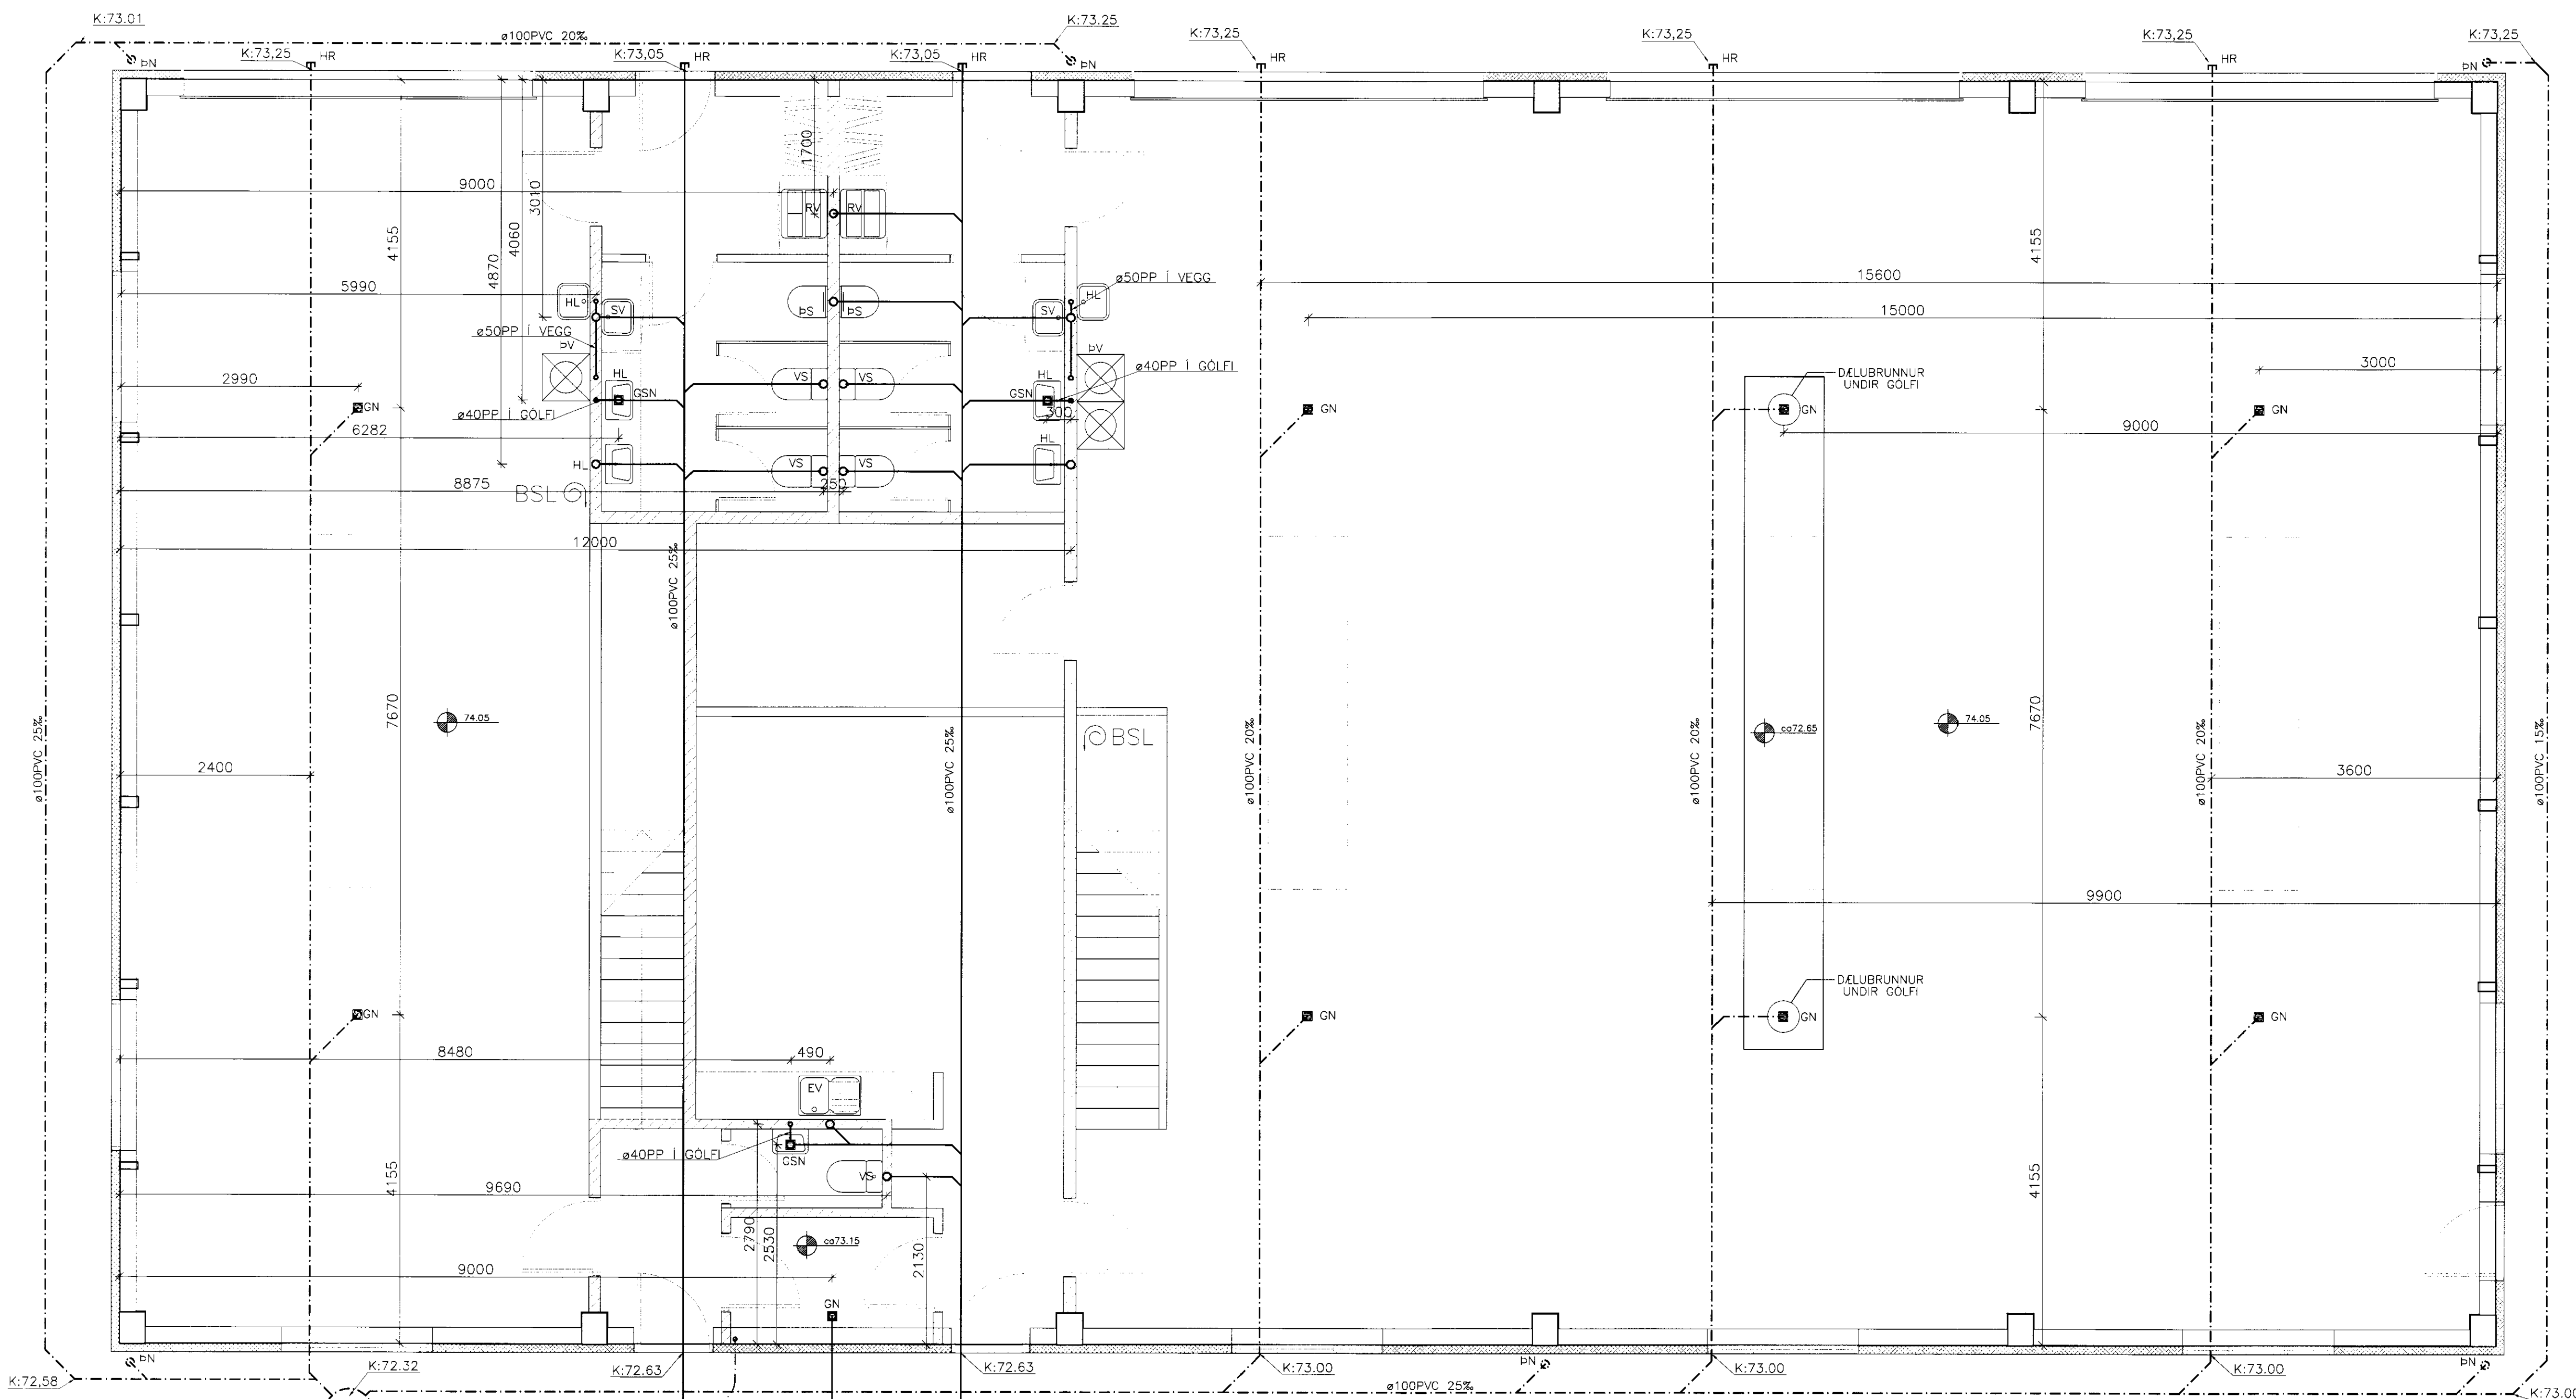 K:73.01
ø100PVC 20‰
K:73.25
K:73,25
HR
K:73,05
HR
K:73,05
HR
K:73,25
HR
K:73,25
HR
K:73,25
HR
K:73,25
ÞN
ÞN
ÞN
1700
9000
3010
4155
4060
4870
RV
RV
4155
15600
5990
HL
SV
ÞS
ÞS
SV
HL
ø50PP Í VEGG
15000
ø50PP Í VEGG
ÞV
ÞV
HL
GSN
VS
VS
HL
GSN
ø40PP Í GÓLFI
DÆLUBRUNNUR
UNDIR GÓLFI
3000
2990
GN
ø40PP Í GÓLFI
300
GN
GN
GN
6282
HL
9000
HL
VS
VS
8875
BSL
250
12000
ø100PVC 25‰
7670
74.05
BSL
ca72.65
74.05
7670
ø100PVC 25‰
ø100PVC 25‰
ø100PVC 20‰
ø100PVC 20‰
ø100PVC 20‰
ø100PVC 15‰
2400
3600
9900
DÆLUBRUNNUR
UNDIR GÓLFI
GN
GN
GN
GN
8480
490
EV
ø40PP Í GÓLFI
GSN
VS
4155
9690
4155
2790
2530
2130
ca73.15
9000
GN
ÞN
K:72.32
K:72.63
K:72.63
K:73.00
ÞN
K:73.00
K:73.00
ÞN
K:72,58
ø100PVC 25‰
K:73.00